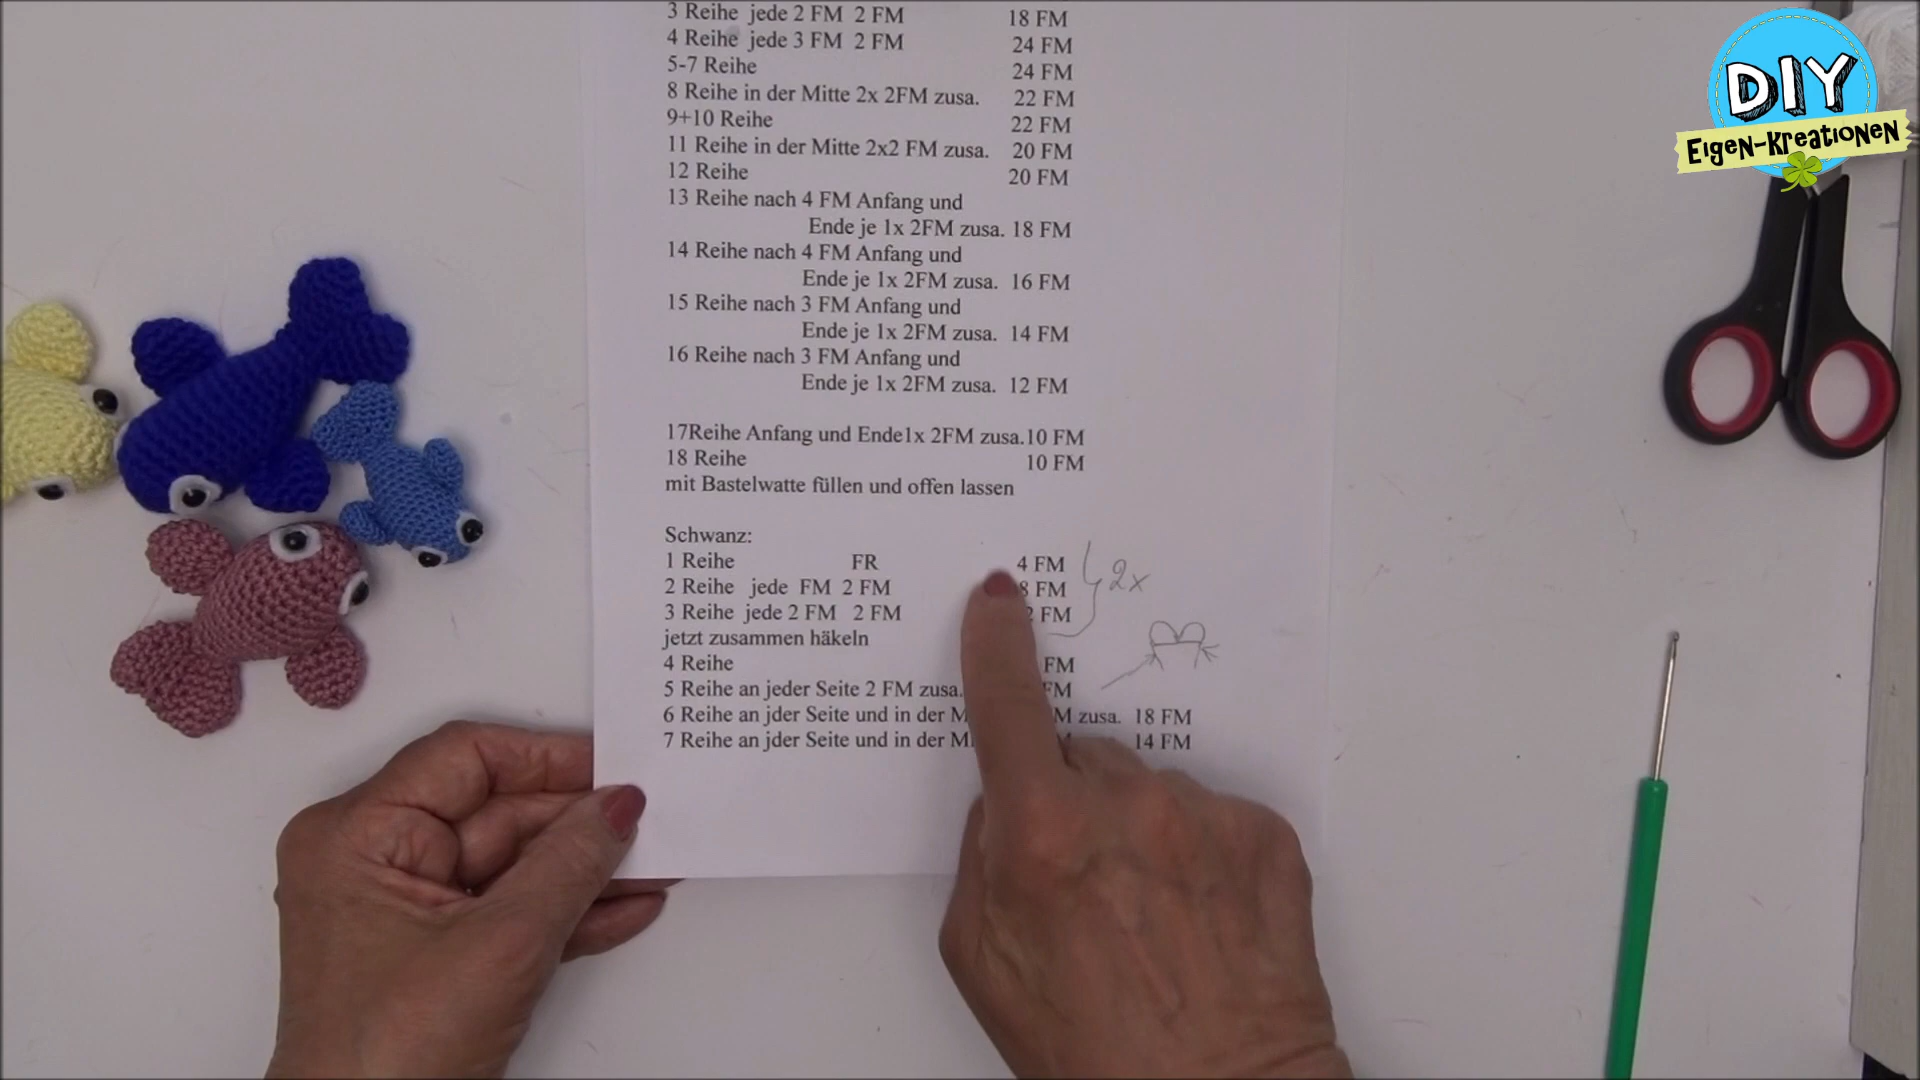 3 Reihe jede 2 FM 2 FM 18 FM
4 Reihe jede 3 FM 2 FM 24 FM
5-7 Reihe 24 FM
8 Reihe in der Mitte 2x 2FM zusa. 22 FM
9+10 Reihe 22 FM
11 Reihe in der Mitte 2x2 FM zusa. 20 FM
12 Reihe 20 FM
13 Reihe nach 4 FM Anfang und
Ende je 1x 2FM zusa. 18 FM
14 Reihe nach 4 FM Anfang und
Ende je 1x 2FM zusa. 16 FM
15 Reihe nach 3 FM Anfang und
Ende je 1x 2FM zusa. 14 FM
16 Reihe nach 3 FM Anfang und
Ende je 1x 2FM zusa. 12 FM
17Reihe Anfang und Ende1x 2FM zusa.10 FM
18 Reihe 10 FM
mit Bastelwatte füllen und offen lassen
Schwanz:
1 Reihe FR 4 FM
2 Reihe jede FM 2 FM 8 FM
2x
3 Reihe jede 2 FM 2 FM FM
jetzt zusammen häkeln
4 Reihe FM
5 Reihe an jeder Seite 2 FM zusa. FM
6 Reihe an jder Seite und in der zusa. 18 FM
7 Reihe an jder Seite und in der 14 FM
DIY
Eigen-Kreationen